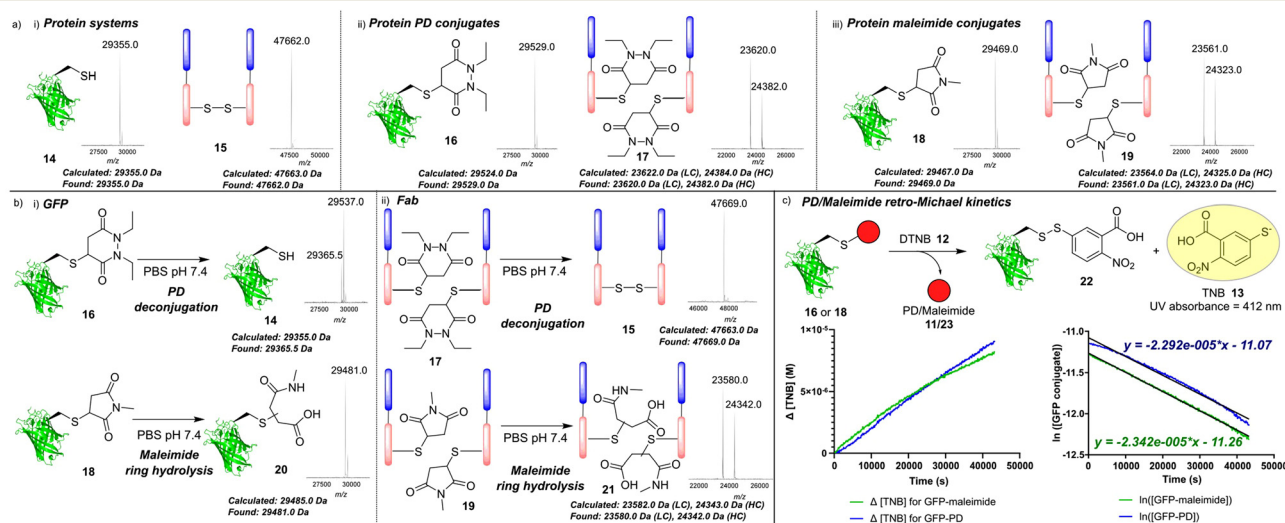 a) i) Protein systems
29355.0
SH
14
27500 30000
m/z
47662.0
S S
15
47500 50000
m/z
Calculated: 29355.0 Da
Found: 29355.0 Da
Calculated: 47663.0 Da
Found: 47662.0 Da
ii) Protein PD conjugates
29529.0
O
N
N
S
O
16
27500 30000
m/z
N N
O O
S S
O O
N N
17
23620.0
24382.0
22000 24000 26000
m/z
Calculated: 29524.0 Da
Found: 29529.0 Da
Calculated: 23622.0 Da (LC), 24384.0 Da (HC)
Found: 23620.0 Da (LC), 24382.0 Da (HC)
iii) Protein maleimide conjugates
29469.0
O
N
S
O
18
27500 30000
m/z
N
O O
S S
O O
N
19
23561.0
24323.0
22000 24000 26000
m/z
Calculated: 29467.0 Da
Found: 29469.0 Da
Calculated: 23564.0 Da (LC), 24325.0 Da (HC)
Found: 23561.0 Da (LC), 24323.0 Da (HC)
b) i) GFP
O
N
N
S
O
16
PBS pH 7.4
PD
deconjugation
SH
14
29537.0
29365.5
30000
m/z
Calculated: 29355.0 Da
Found: 29365.5 Da
O
N
S
O
18
PBS pH 7.4
Maleimide
ring hydrolysis
NH
O
OH
S
O
20
29481.0
27500 30000
m/z
Calculated: 29485.0 Da
Found: 29481.0 Da
ii) Fab
N N
O O
S S
O O
N N
17
PBS pH 7.4
PD
deconjugation
S S
15
47669.0
46000 48000
m/z
Calculated: 47663.0 Da
Found: 47669.0 Da
N
O O
S S
O O
N
19
PBS pH 7.4
Maleimide
ring hydrolysis
NH
O O
OH
S S
O O
OH NH
21
23580.0
24342.0
22000 24000 26000
m/z
Calculated: 23582.0 Da (LC), 24343.0 Da (HC)
Found: 23580.0 Da (LC), 24342.0 Da (HC)
c) PD/Maleimide retro-Michael kinetics
S
16 or 18
DTNB 12
PD/Maleimide
11/23
S S
O
OH
NO₂
22
+
O
HO
S⁻
O₂N
TNB 13
UV absorbance = 412 nm
Δ [TNB] (M)
1×10⁻⁵
5×10⁻⁶
0
0 10000 20000 30000 40000 50000
Time (s)
Δ [TNB] for GFP-maleimide
Δ [TNB] for GFP-PD
ln ([GFP conjugate])
-11.0
-11.5
-12.0
-12.5
y = -2.292e-005*x - 11.07
y = -2.342e-005*x - 11.26
0 10000 20000 30000 40000 50000
Time (s)
ln([GFP-maleimide])
ln([GFP-PD])